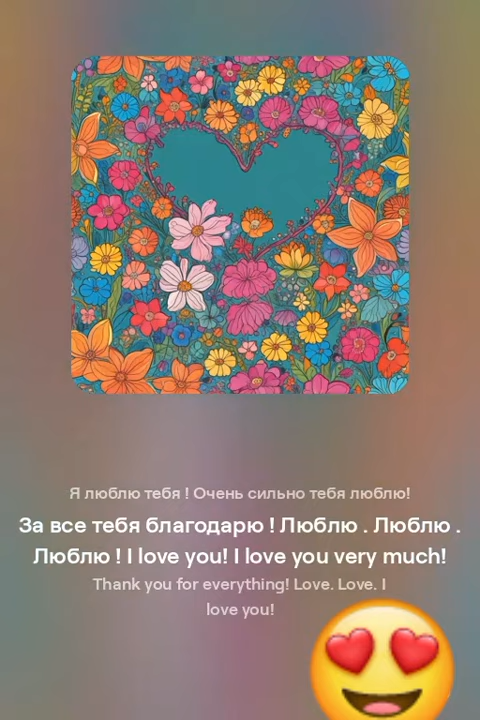 Я люблю тебя ! Очень сильно тебя люблю!
За все тебя благодарю ! Люблю . Люблю .
Люблю ! I love you! I love you very much!
Thank you for everything! Love. Love. I
love you!